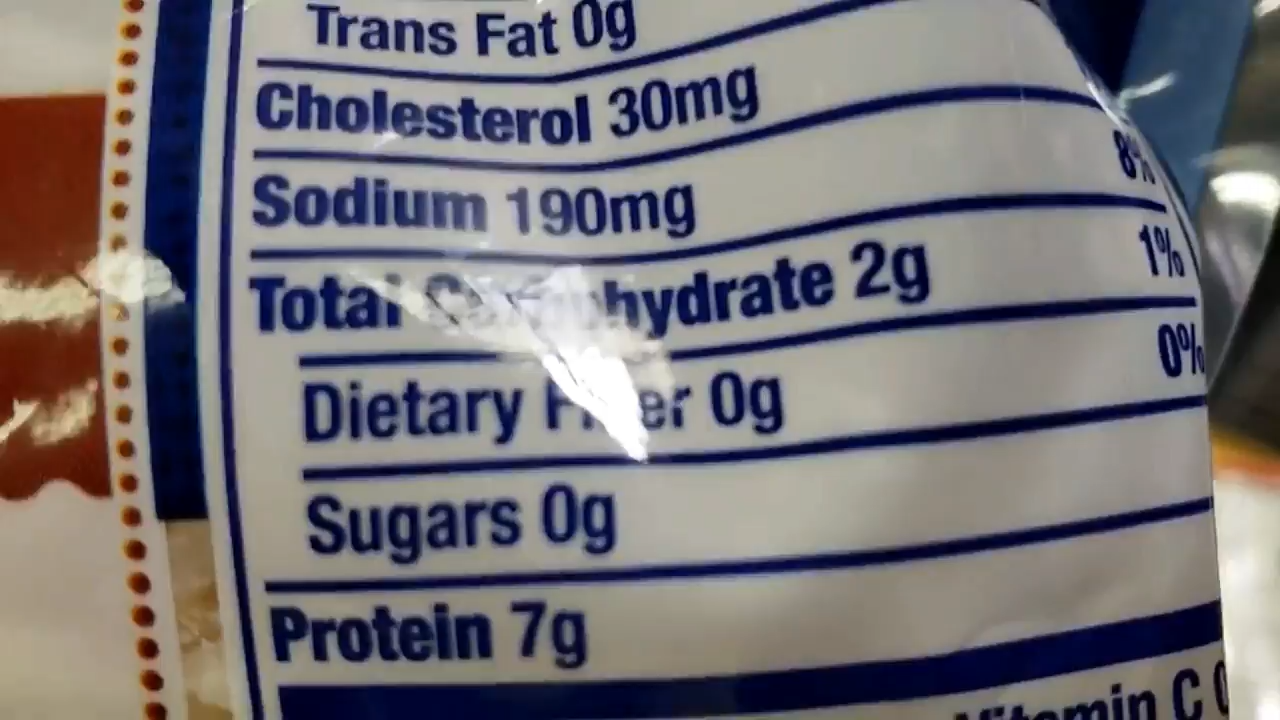 Trans Fat 0g
Cholesterol 30mg
Sodium 190mg 8%
Total Carbohydrate 2g 1%
Dietary Fiber 0g 0%
Sugars 0g
Protein 7g
Vitamin C